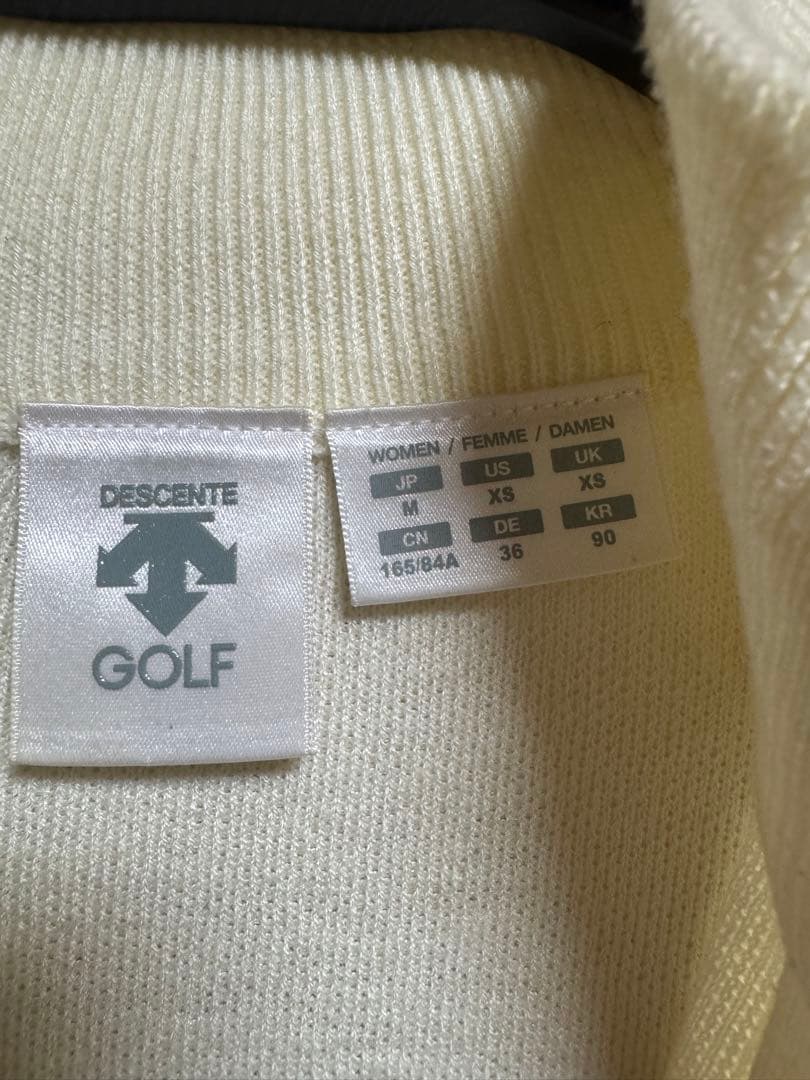 DESCENTE
GOLF
WOMEN / FEMME / DAMEN
JP US UK
M XS XS
CN DE KR
165/84A 36 90